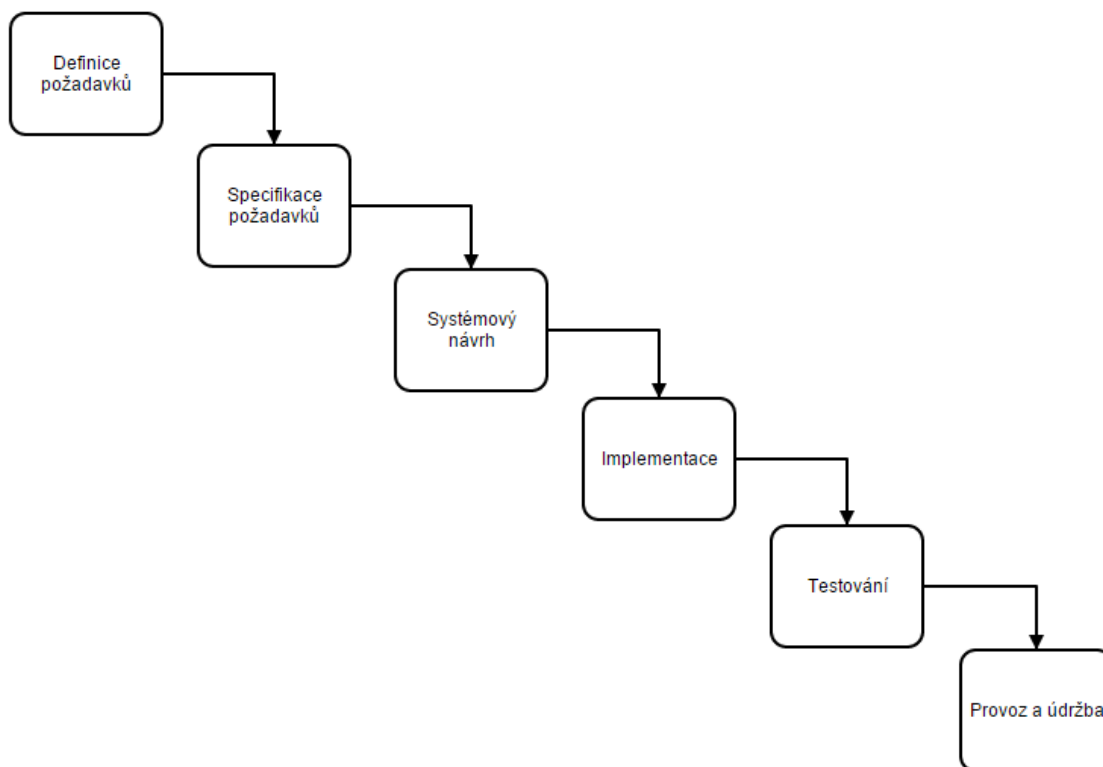 Definice
požadavků
Specifikace
požadavků
Systémový
návrh
Implementace
Testování
Provoz a údržba